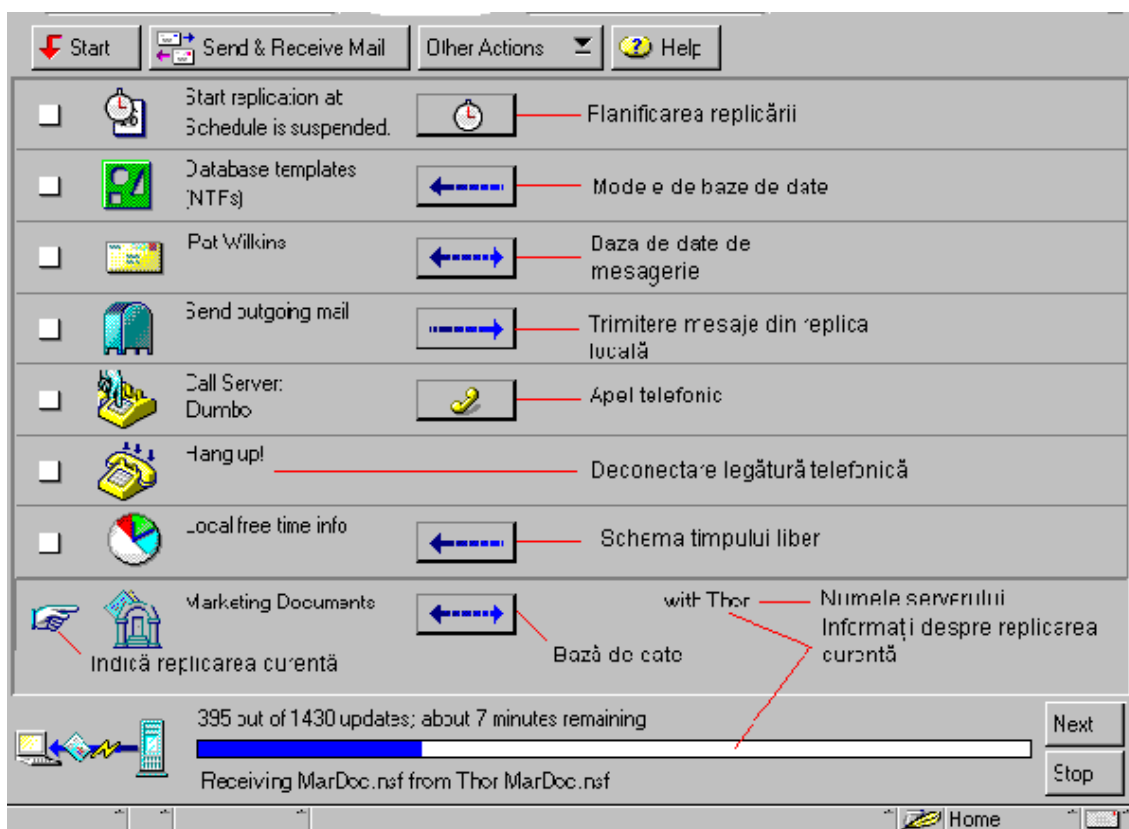 Start
Send & Receive Mail
Other Actions
Help
Start replication at
Schedule is suspended.
Planificarea replicării
Database templates
(NTFs)
Modele de baze de date
Pat Wilkins
Baza de date de
mesagerie
Send outgoing mail
Trimitere mesaje din replica
locală
Call Server:
Dumbo
Apel telefonic
Hang up!
Deconectare legătură telefonică
Local free time info
Schema timpului liber
Marketing Documents
with Thor
Numele serverului
Informații despre replicarea
curentă
Indică replicarea curentă
Bază de date
395 out of 1430 updates; about 7 minutes remaining
Next
Receiving MarDoc.nsf from Thor MarDoc.nsf
Stop
Home